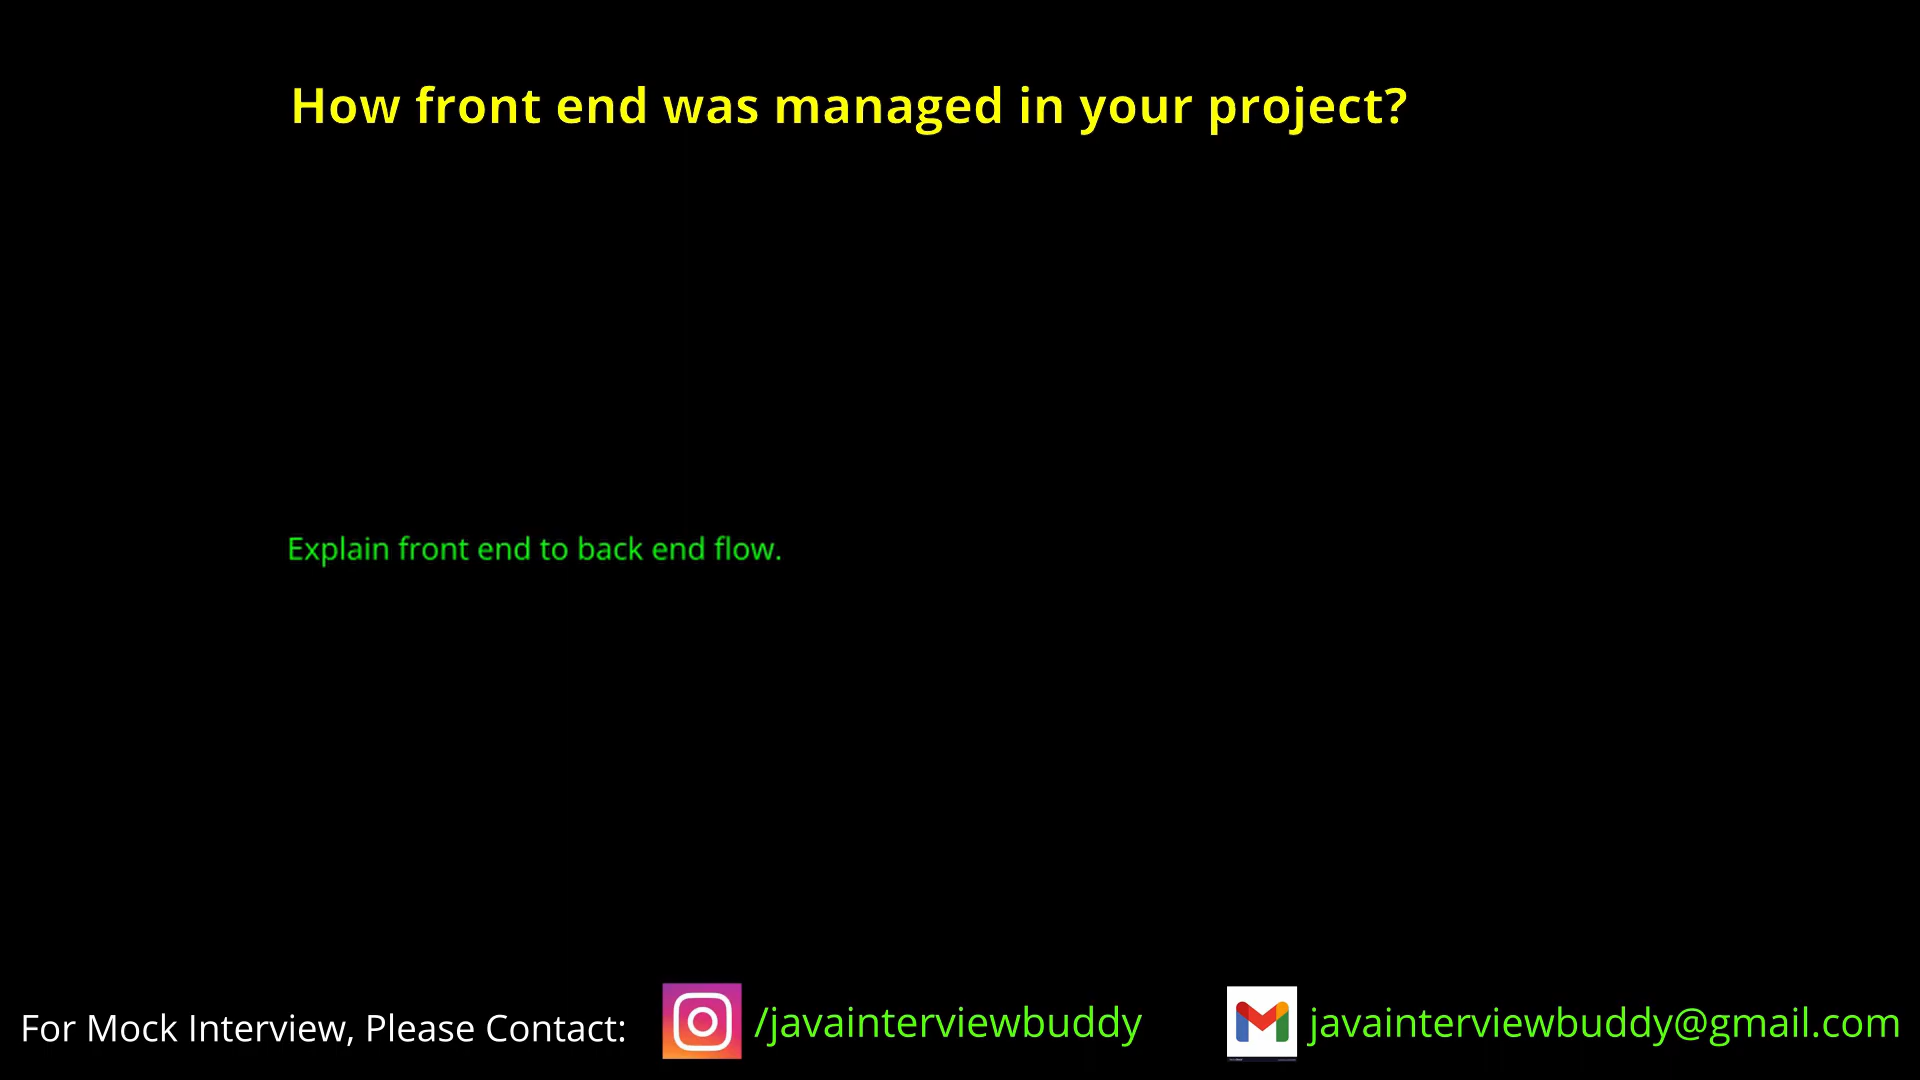 How front end was managed in your project?
Explain front end to back end flow.
For Mock Interview, Please Contact: /javainterviewbuddy javainterviewbuddy@gmail.com